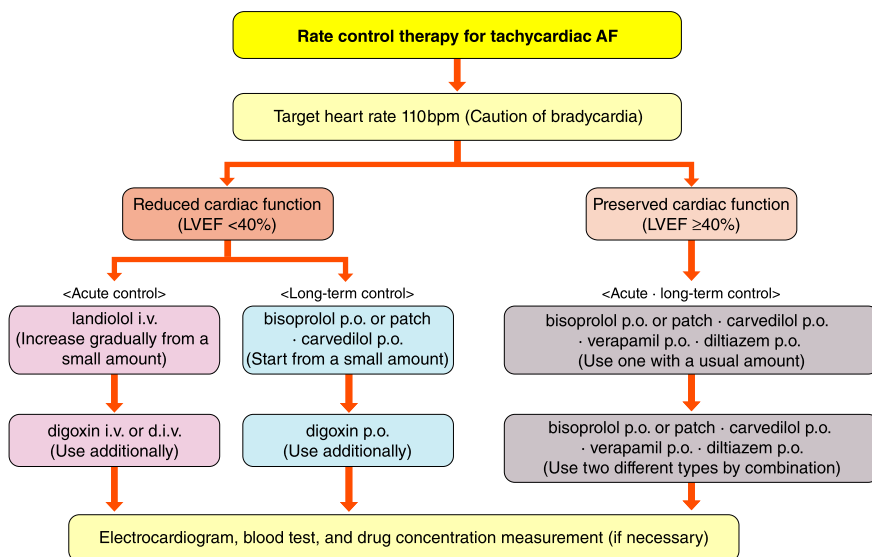 Rate control therapy for tachycardiac AF
Target heart rate 110 bpm (Caution of bradycardia)
Reduced cardiac function
(LVEF <40%)
Preserved cardiac function
(LVEF ≥40%)
<Acute control>
<Long-term control>
<Acute · long-term control>
landiolol i.v.
(Increase gradually from a
small amount)
bisoprolol p.o. or patch
· carvedilol p.o.
(Start from a small amount)
bisoprolol p.o. or patch · carvedilol p.o.
· verapamil p.o. · diltiazem p.o.
(Use one with a usual amount)
digoxin i.v. or d.i.v.
(Use additionally)
digoxin p.o.
(Use additionally)
bisoprolol p.o. or patch · carvedilol p.o.
· verapamil p.o. · diltiazem p.o.
(Use two different types by combination)
Electrocardiogram, blood test, and drug concentration measurement (if necessary)